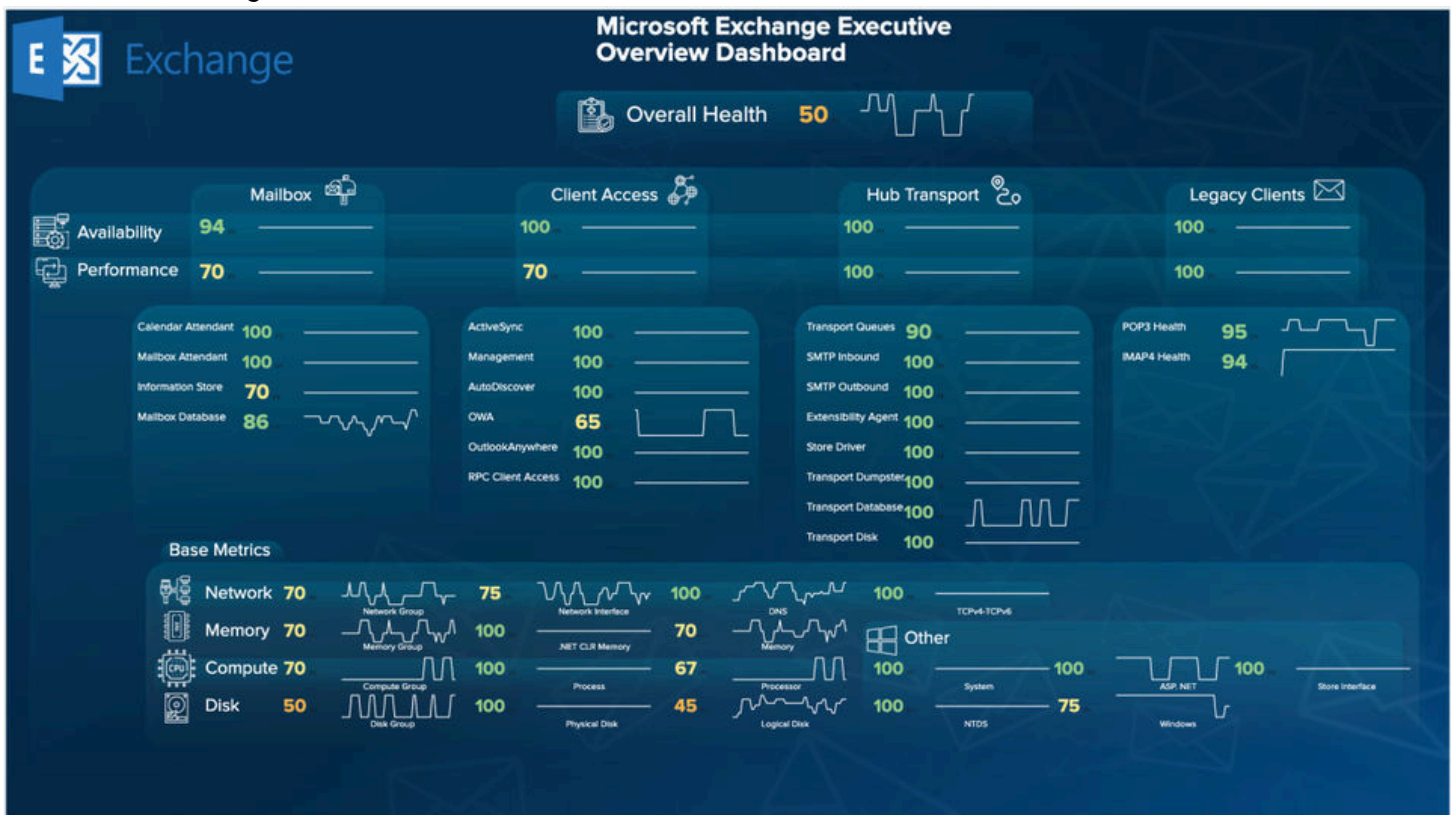 E Exchange
Microsoft Exchange Executive
Overview Dashboard
Overall Health 50
Mailbox Client Access Hub Transport Legacy Clients
Availability 94 100 100 100
Performance 70 70 100 100
Calendar Attendant 100
Mailbox Attendant 100
Information Store 70
Mailbox Database 86
ActiveSync 100
Management 100
AutoDiscover 100
OWA 65
OutlookAnywhere 100
RPC Client Access 100
Transport Queues 90
SMTP Inbound 100
SMTP Outbound 100
Extensibility Agent 100
Store Driver 100
Transport Dumpster 100
Transport Database 100
Transport Disk 100
POP3 Health 95
IMAP4 Health 94
Base Metrics
Network 70 75 100 100
Network Group Network Interface DNS TCPv4-TCPv6
Memory 70 100 70
Memory Group .NET CLR Memory Memory
Other
Compute 70 100 67 100 100 100
CPU
Compute Group Process Processor System ASP. NET Store Interface
Disk 50 100 45 100 75
Disk Group Physical Disk Logical Disk NTDS Windows